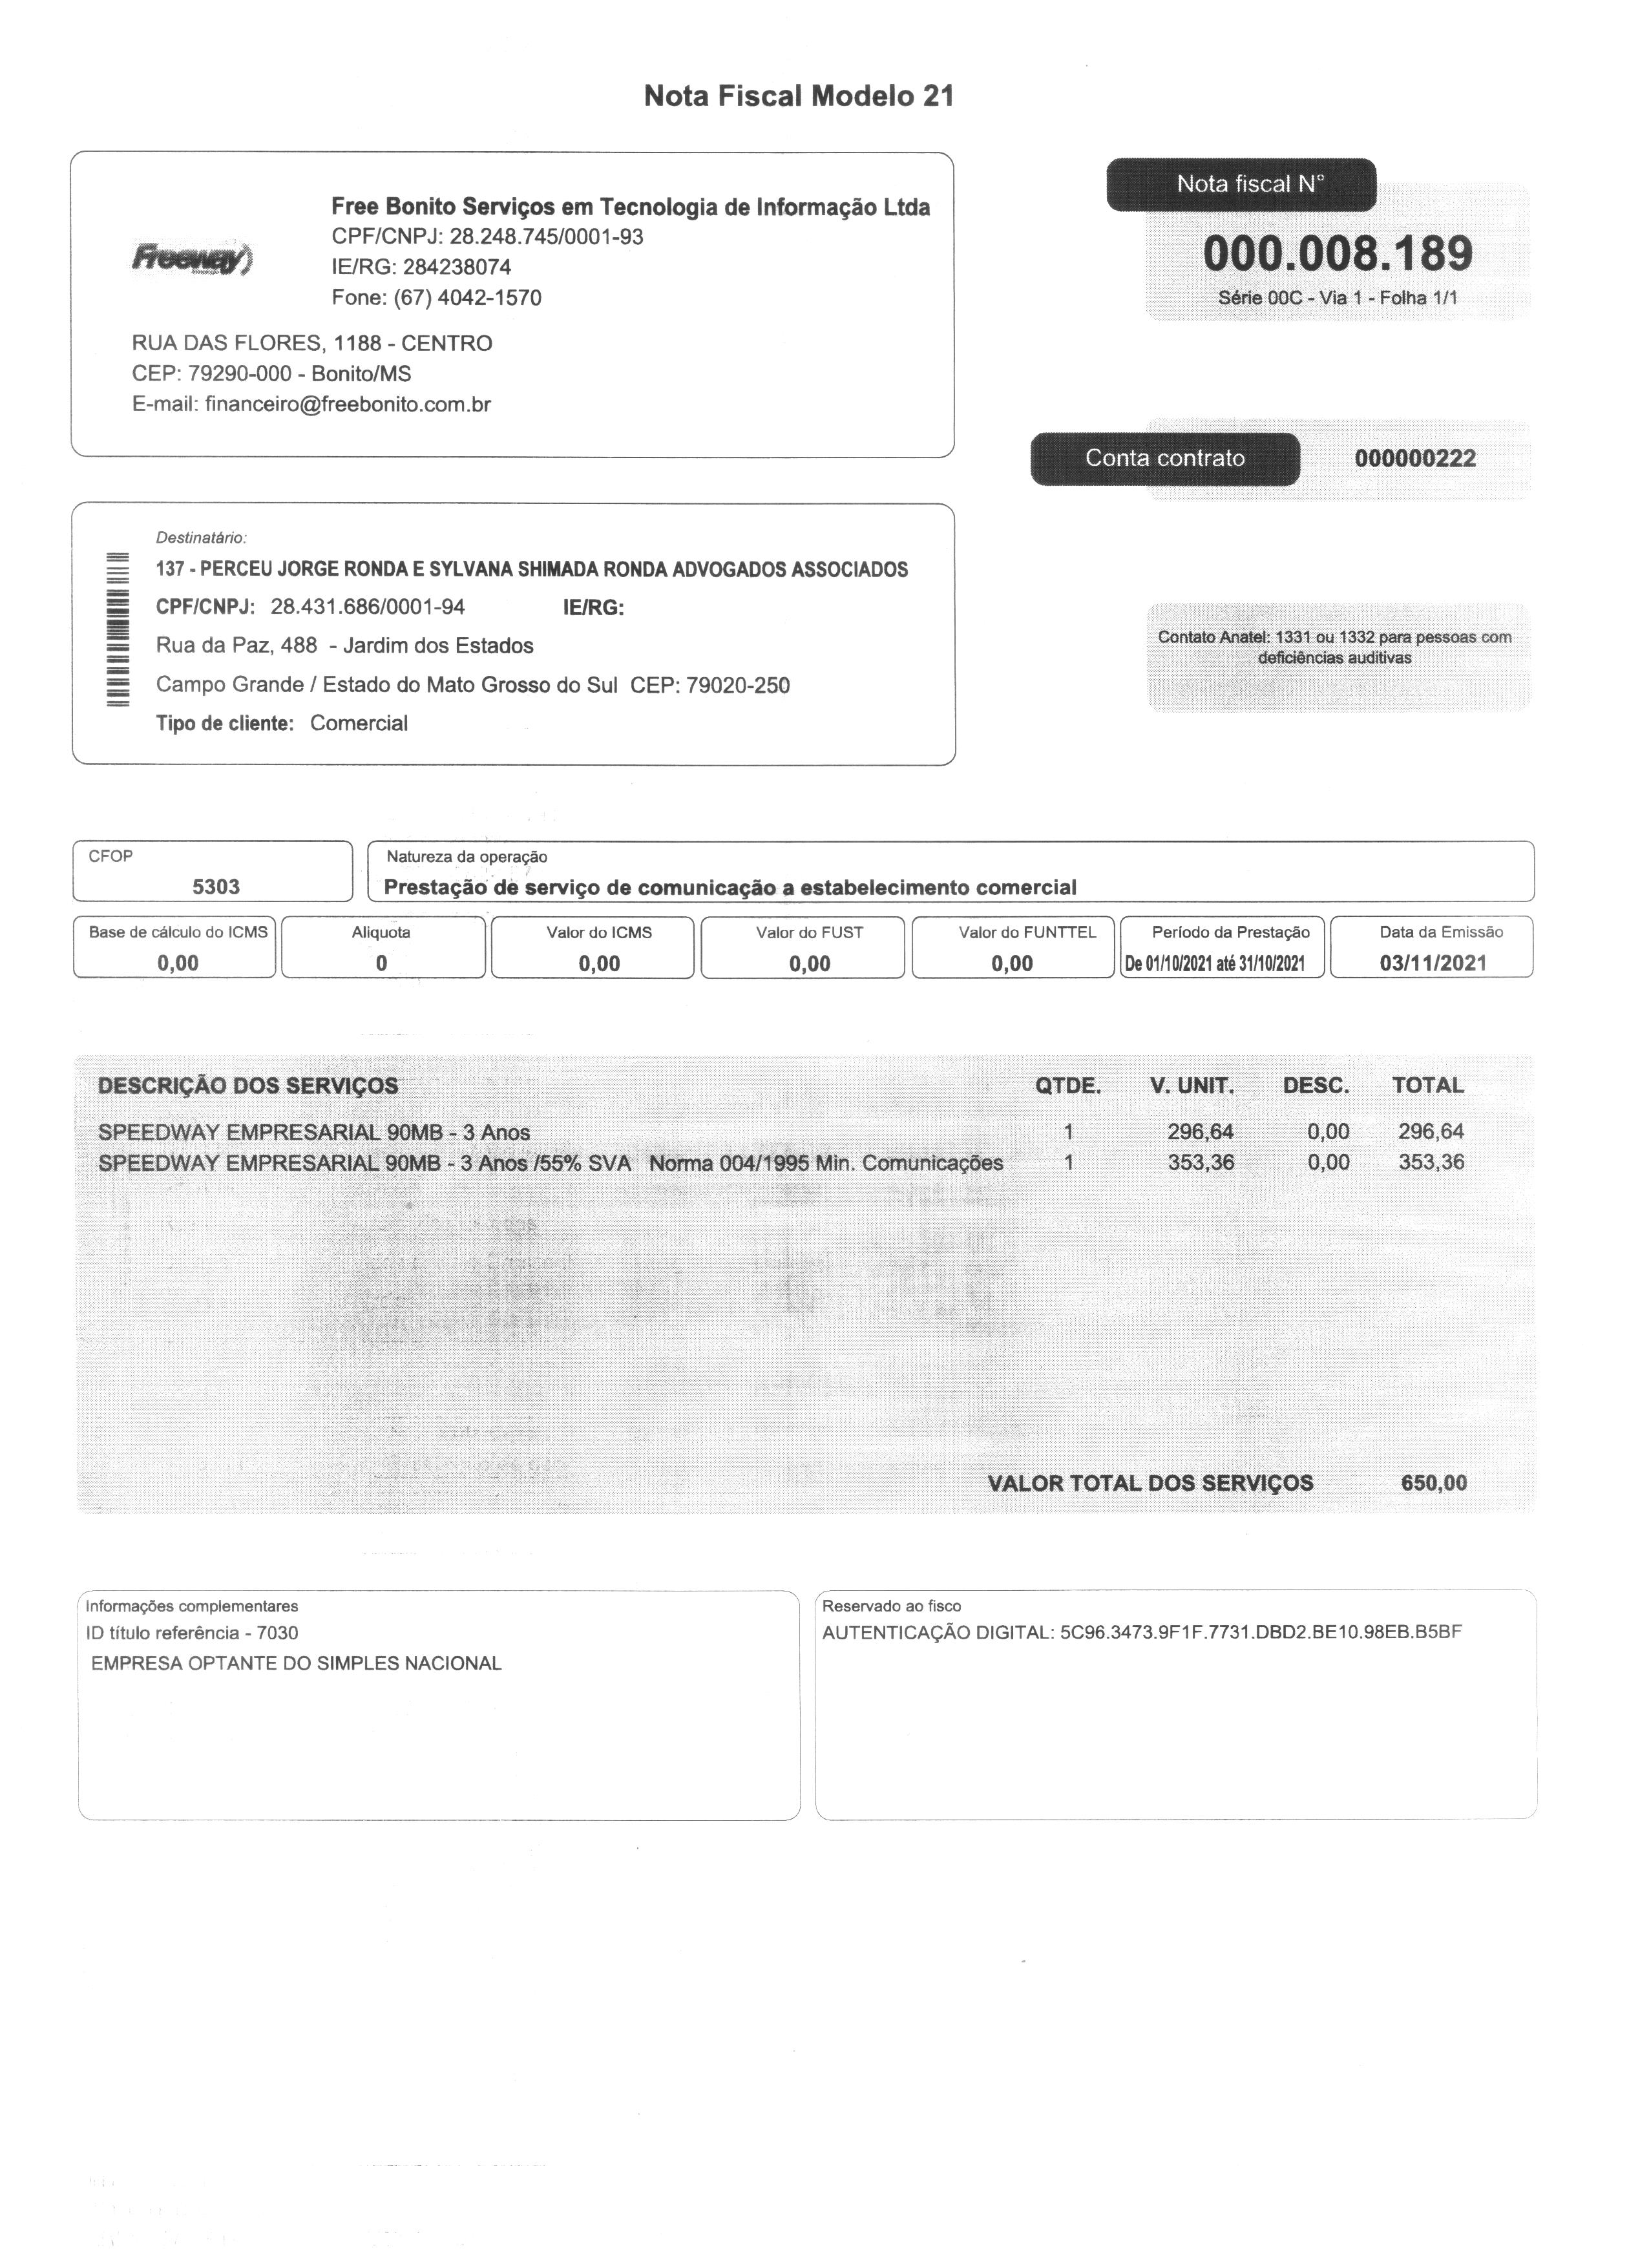 Nota Fiscal Modelo 21
Freeway
Free Bonito Serviços em Tecnologia de Informação Ltda
CPF/CNPJ: 28.248.745/0001-93
IE/RG: 284238074
Fone: (67) 4042-1570
RUA DAS FLORES, 1188 - CENTRO
CEP: 79290-000 - Bonito/MS
E-mail: financeiro@freebonito.com.br
Nota fiscal N°
000.008.189
Série 00C - Via 1 - Folha 1/1
Conta contrato 000000222
Destinatário:
137 - PERCEU JORGE RONDA E SYLVANA SHIMADA RONDA ADVOGADOS ASSOCIADOS
CPF/CNPJ: 28.431.686/0001-94 IE/RG:
Rua da Paz, 488 - Jardim dos Estados
Campo Grande / Estado do Mato Grosso do Sul CEP: 79020-250
Tipo de cliente: Comercial
Contato Anatel: 1331 ou 1332 para pessoas com
deficiências auditivas
CFOP
5303
Natureza da operação
Prestação de serviço de comunicação a estabelecimento comercial
Base de cálculo do ICMS
0,00
Aliquota
0
Valor do ICMS
0,00
Valor do FUST
0,00
Valor do FUNTTEL
0,00
Período da Prestação
De 01/10/2021 até 31/10/2021
Data da Emissão
03/11/2021
DESCRIÇÃO DOS SERVIÇOS QTDE. V. UNIT. DESC. TOTAL
SPEEDWAY EMPRESARIAL 90MB - 3 Anos 1 296,64 0,00 296,64
SPEEDWAY EMPRESARIAL 90MB - 3 Anos /55% SVA Norma 004/1995 Min. Comunicações 1 353,36 0,00 353,36
VALOR TOTAL DOS SERVIÇOS 650,00
Informações complementares
ID título referência - 7030
EMPRESA OPTANTE DO SIMPLES NACIONAL
Reservado ao fisco
AUTENTICAÇÃO DIGITAL: 5C96.3473.9F1F.7731.DBD2.BE10.98EB.B5BF